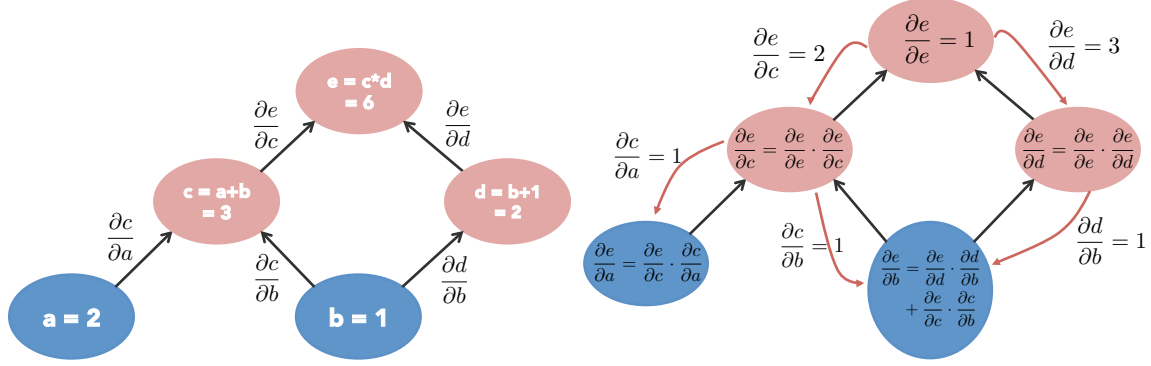 e = c*d
= 6
∂e/∂c
∂e/∂d
c = a+b
= 3
d = b+1
= 2
∂c/∂a
∂c/∂b
∂d/∂b
a = 2
b = 1
∂e/∂e = 1
∂e/∂c = 2
∂e/∂d = 3
∂e/∂c = ∂e/∂e · ∂e/∂c
∂e/∂d = ∂e/∂e · ∂e/∂d
∂c/∂a = 1
∂c/∂b = 1
∂d/∂b = 1
∂e/∂a = ∂e/∂c · ∂c/∂a
∂e/∂b = ∂e/∂d · ∂d/∂b
+ ∂e/∂c · ∂c/∂b